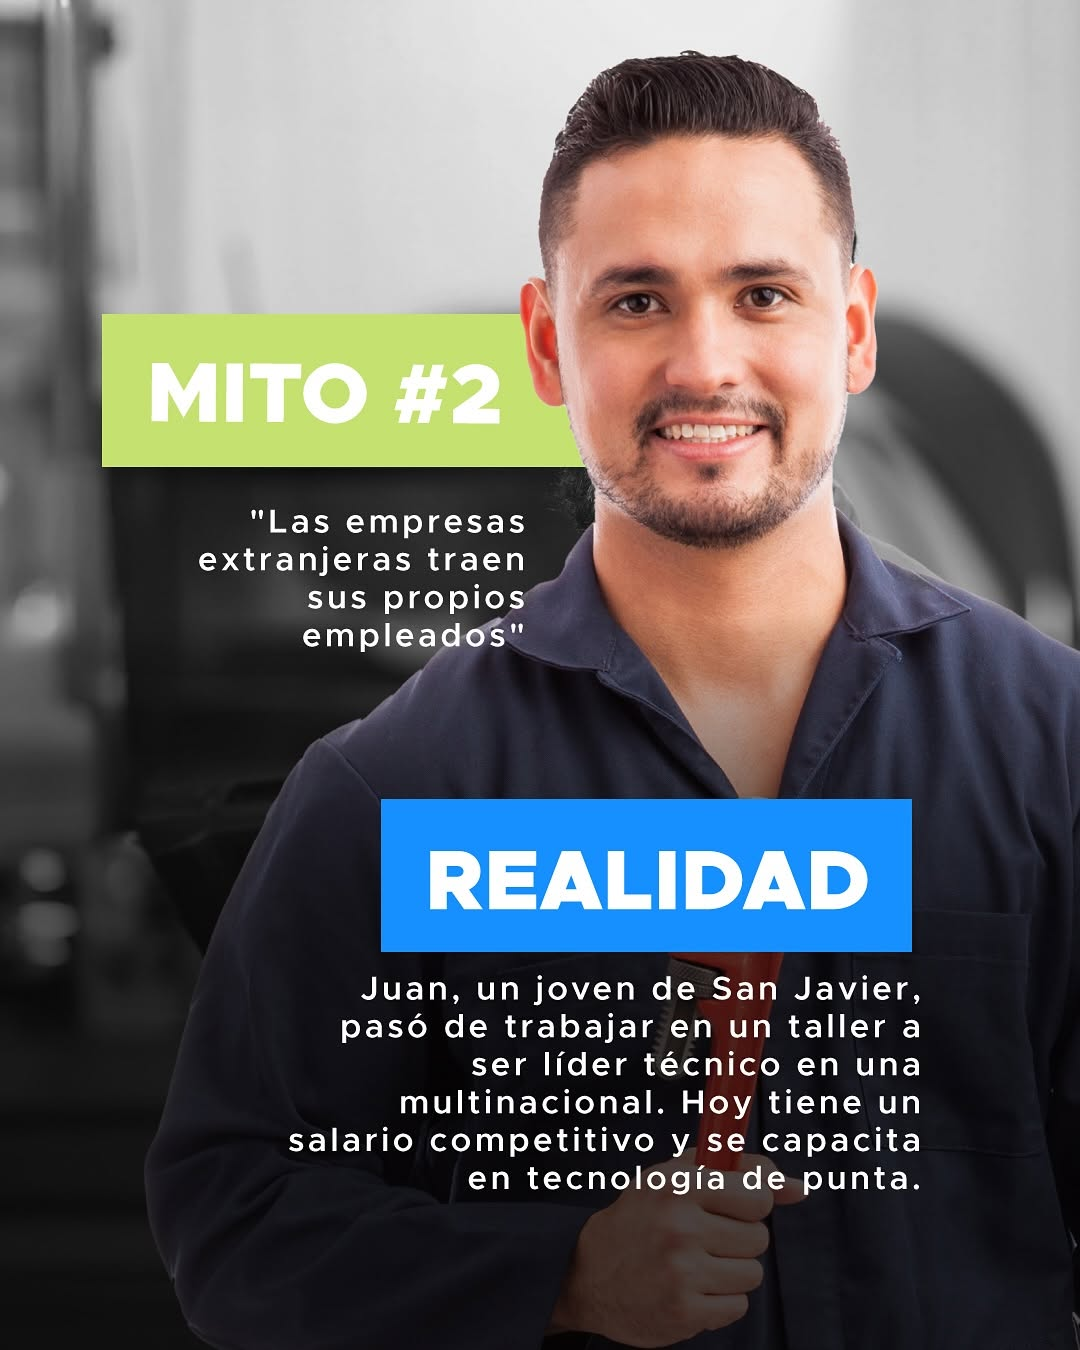 MITO #2
"Las empresas
extranjeras traen
sus propios
empleados"
REALIDAD
Juan, un joven de San Javier,
pasó de trabajar en un taller a
ser líder técnico en una
multinacional. Hoy tiene un
salario competitivo y se capacita
en tecnología de punta.